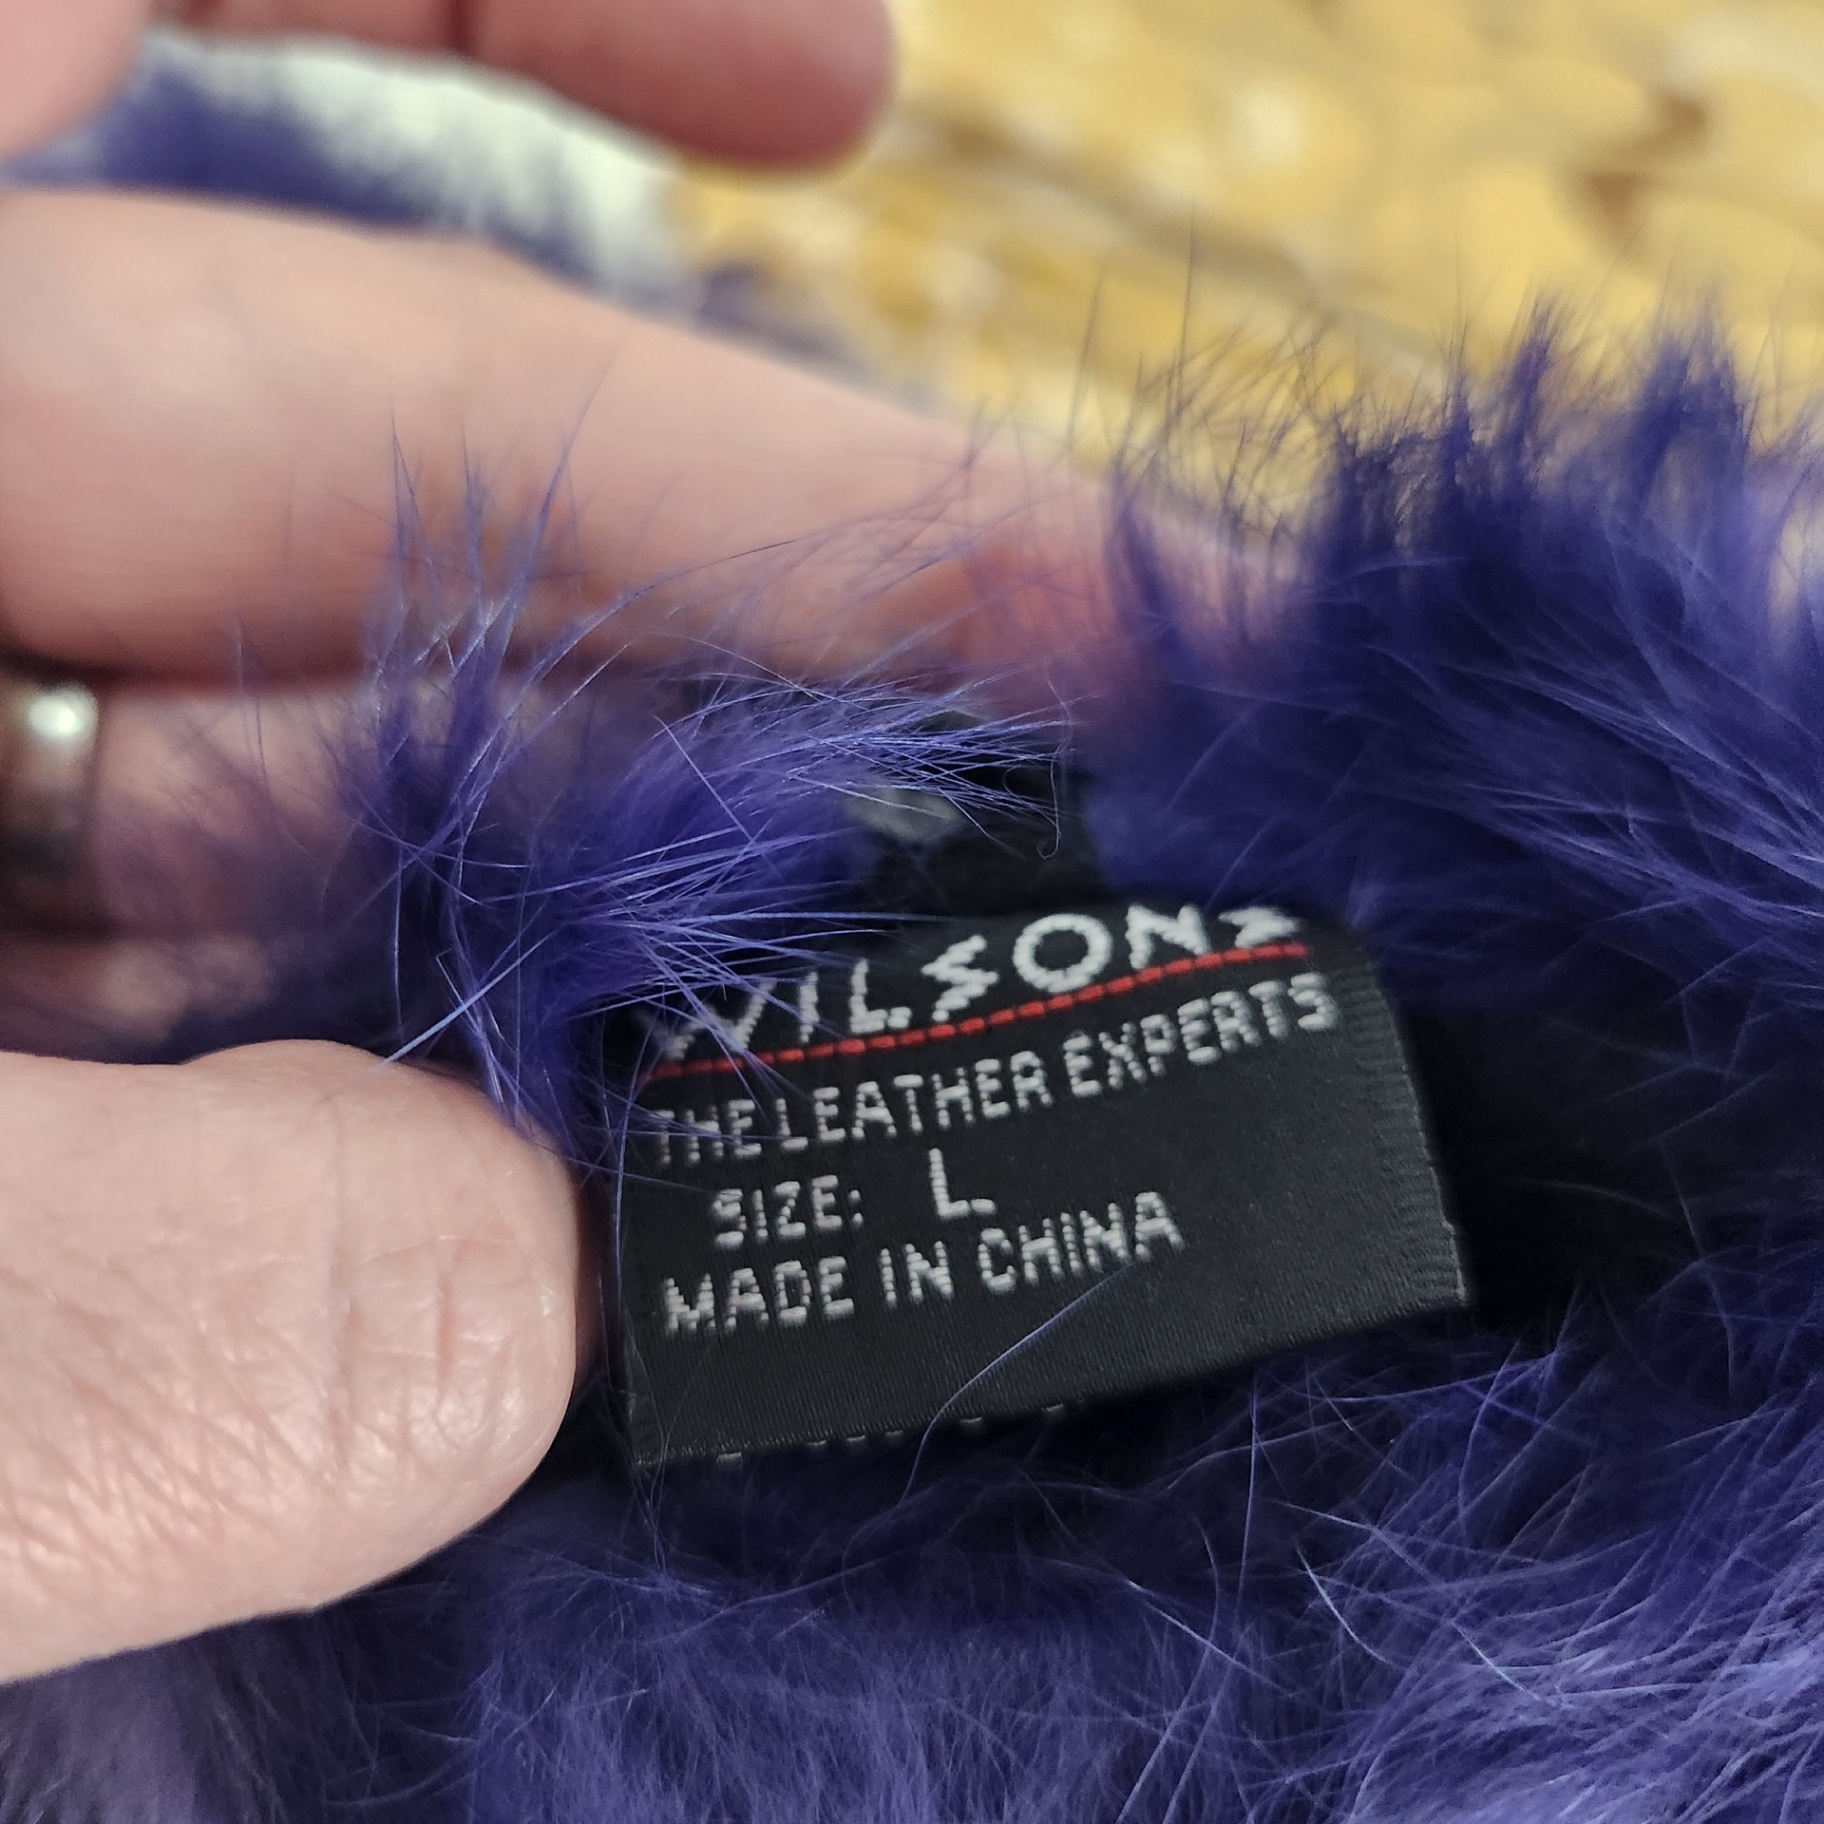 WILSONS
THE LEATHER EXPERTS
SIZE: L
MADE IN CHINA